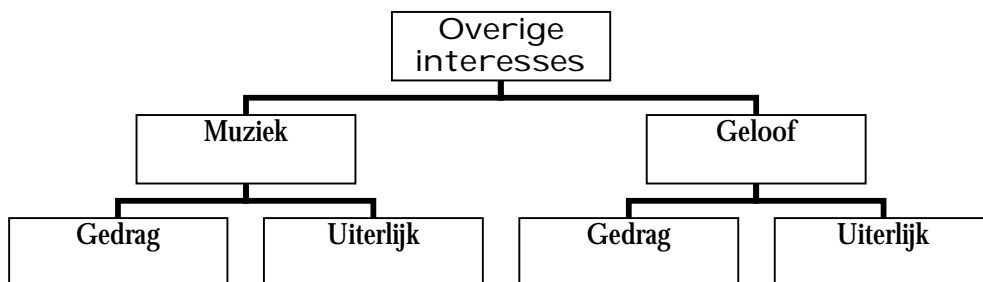 Overige
interesses
Muziek
Geloof
Gedrag
Uiterlijk
Gedrag
Uiterlijk